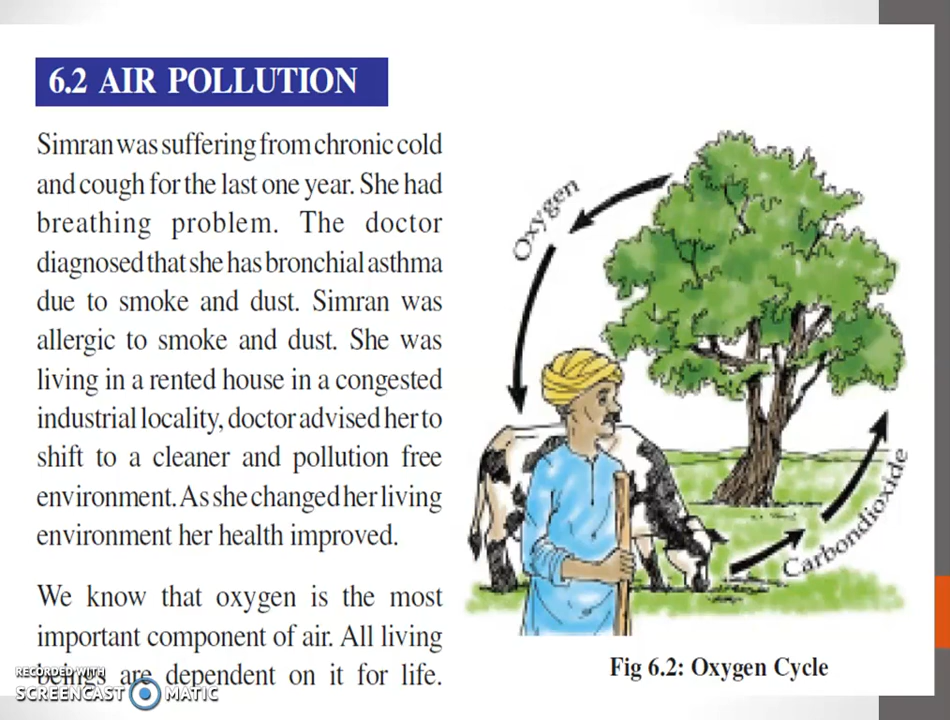 6.2 AIR POLLUTION
Simran was suffering from chronic cold
and cough for the last one year. She had
breathing problem. The doctor
diagnosed that she has bronchial asthma
due to smoke and dust. Simran was
allergic to smoke and dust. She was
living in a rented house in a congested
industrial locality, doctor advised her to
shift to a cleaner and pollution free
environment. As she changed her living
environment her health improved.
We know that oxygen is the most
important component of air. All living
beings are dependent on it for life.
Oxygen
Carbondioxide
Fig 6.2: Oxygen Cycle
RECORDED WITH
SCREENCAST MATIC